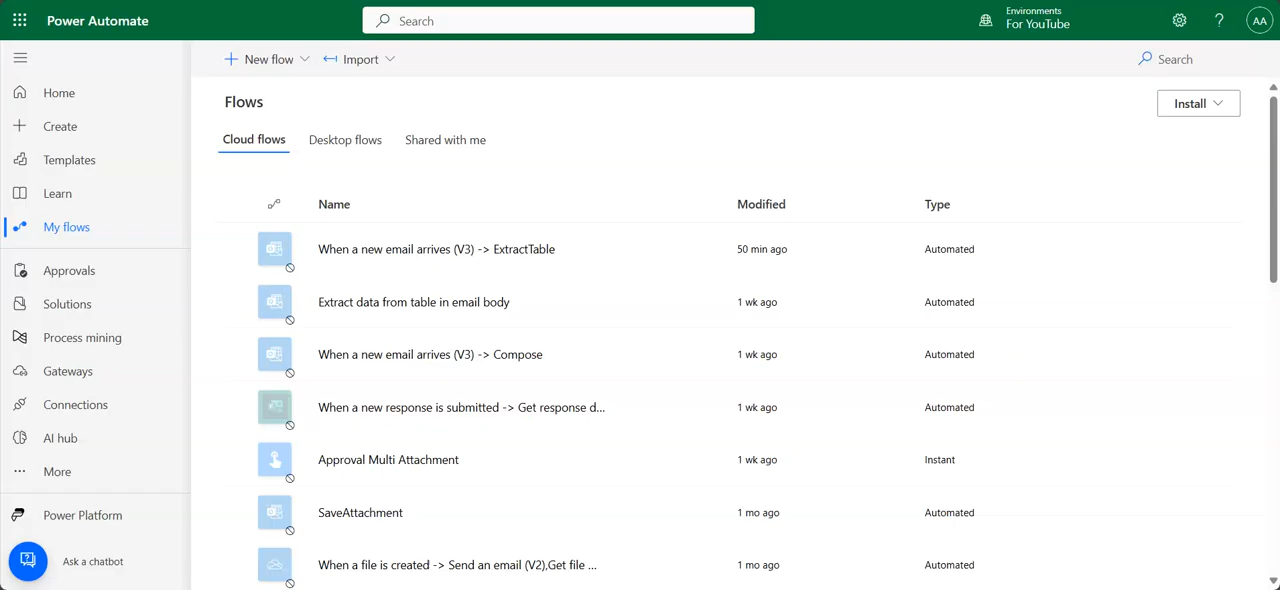 Power Automate
Search
Environments
For YouTube
?
AA
New flow
Import
Search
Home
Create
Templates
Learn
My flows
Approvals
Solutions
Process mining
Gateways
Connections
AI hub
More
Power Platform
Ask a chatbot
Flows
Install
Cloud flows Desktop flows Shared with me
Name Modified Type
When a new email arrives (V3) -> ExtractTable 50 min ago Automated
Extract data from table in email body 1 wk ago Automated
When a new email arrives (V3) -> Compose 1 wk ago Automated
When a new response is submitted -> Get response d... 1 wk ago Automated
Approval Multi Attachment 1 wk ago Instant
SaveAttachment 1 mo ago Automated
When a file is created -> Send an email (V2),Get file ... 1 mo ago Automated